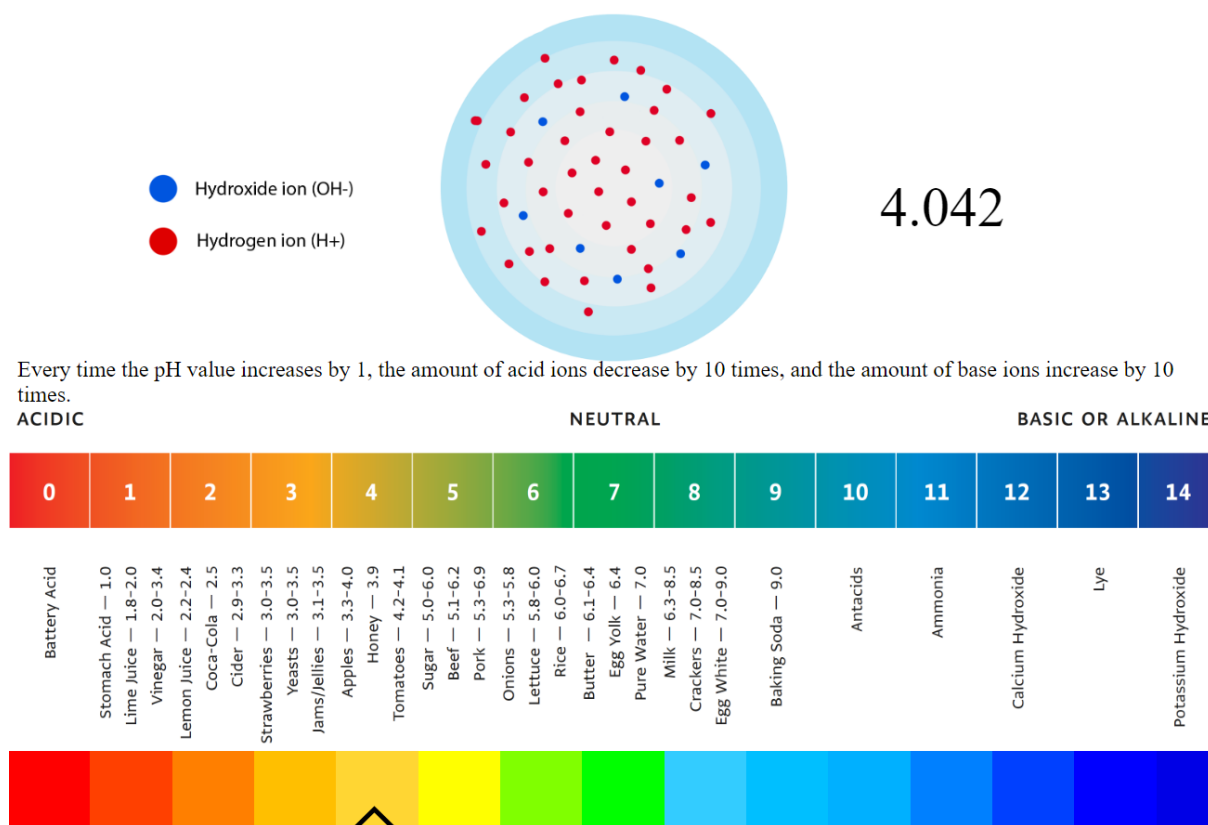 Hydroxide ion (OH-)
4.042
Hydrogen ion (H+)
Every time the pH value increases by 1, the amount of acid ions decrease by 10 times, and the amount of base ions increase by 10
times.
ACIDIC NEUTRAL BASIC OR ALKALINE
0 1 2 3 4 5 6 7 8 9 10 11 12 13 14
Battery Acid
Stomach Acid — 1.0
Lime Juice — 1.8-2.0
Vinegar — 2.0-3.4
Lemon Juice — 2.2-2.4
Coca-Cola — 2.5
Cider — 2.9-3.3
Strawberries — 3.0-3.5
Yeasts — 3.0-3.5
Jams/Jellies — 3.1-3.5
Apples — 3.3-4.0
Honey — 3.9
Tomatoes — 4.2-4.1
Sugar — 5.0-6.0
Beef — 5.1-6.2
Pork — 5.3-6.9
Onions — 5.3-5.8
Lettuce — 5.8-6.0
Rice — 6.0-6.7
Butter — 6.1-6.4
Egg Yolk — 6.4
Pure Water — 7.0
Milk — 6.3-8.5
Crackers — 7.0-8.5
Egg White — 7.0-9.0
Baking Soda — 9.0
Antacids
Ammonia
Calcium Hydroxide
Lye
Potassium Hydroxide